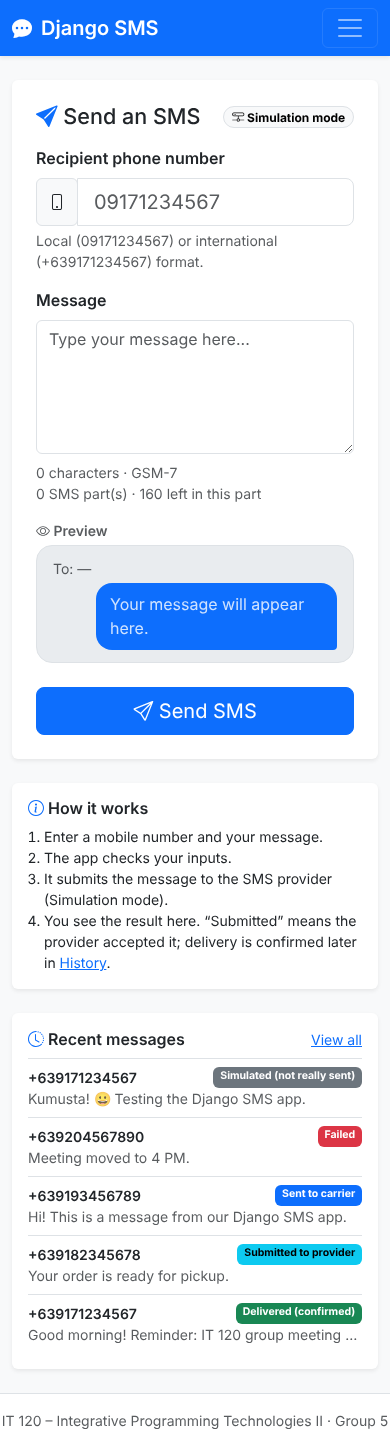 Django SMS
Send an SMS
Simulation mode
Recipient phone number
09171234567
Local (09171234567) or international
(+639171234567) format.
Message
Type your message here...
0 characters · GSM-7
0 SMS part(s) · 160 left in this part
Preview
To: —
Your message will appear
here.
Send SMS
How it works
1. Enter a mobile number and your message.
2. The app checks your inputs.
3. It submits the message to the SMS provider
(Simulation mode).
4. You see the result here. “Submitted” means the
provider accepted it; delivery is confirmed later
in History.
Recent messages
View all
+639171234567
Simulated (not really sent)
Kumusta! 😀 Testing the Django SMS app.
+639204567890
Failed
Meeting moved to 4 PM.
+639193456789
Sent to carrier
Hi! This is a message from our Django SMS app.
+639182345678
Submitted to provider
Your order is ready for pickup.
+639171234567
Delivered (confirmed)
Good morning! Reminder: IT 120 group meeting ...
IT 120 – Integrative Programming Technologies II · Group 5